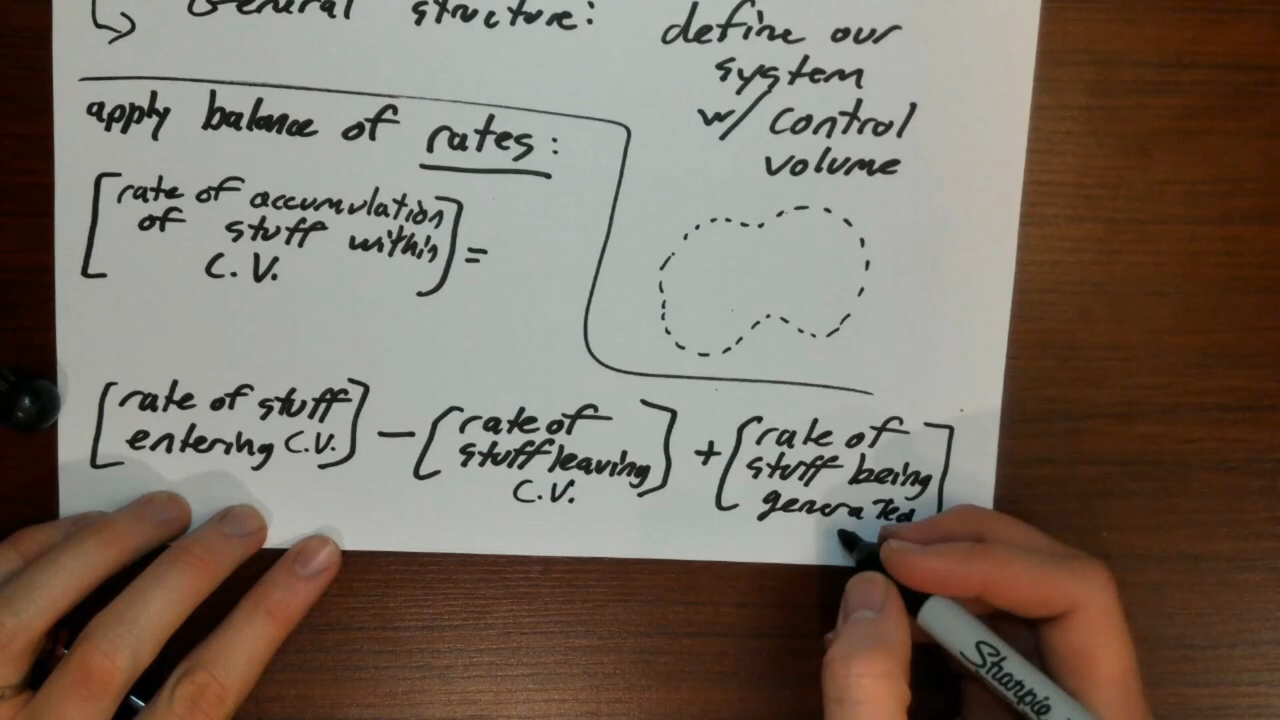 General structure:
define our
system
w/ control
volume
apply balance of rates:
[rate of accumulation
of stuff within
C.V.] =
[rate of stuff
entering C.V.] - [rate of
stuff leaving
C.V.] + [rate of
stuff being
generated]
Sharpie